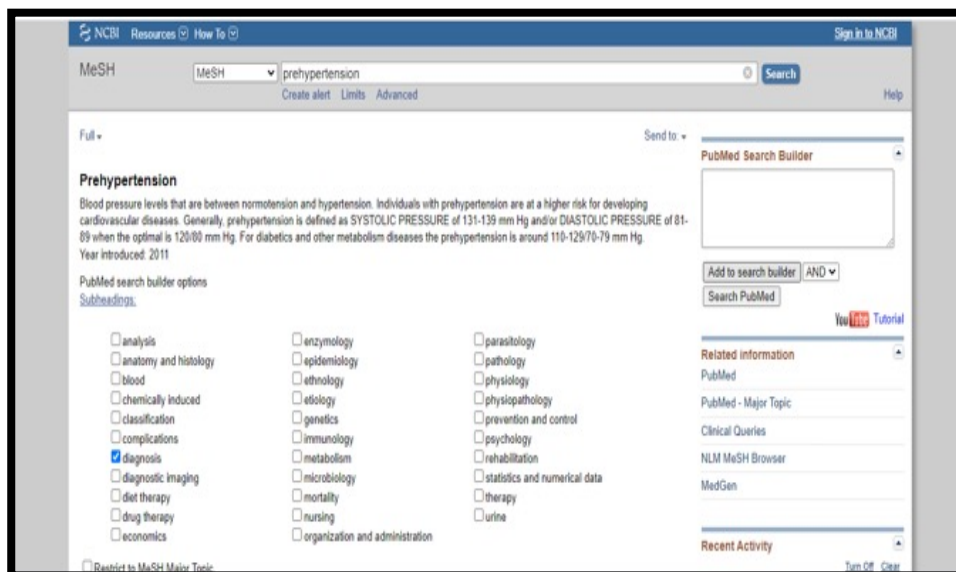 NCBI Resources How To Sign in to NCBI
MeSH MeSH prehypertension Search
Create alert Limits Advanced Help
Full Send to:
Prehypertension
Blood pressure levels that are between normotension and hypertension. Individuals with prehypertension are at a higher risk for developing
cardiovascular diseases. Generally, prehypertension is defined as SYSTOLIC PRESSURE of 131-139 mm Hg and/or DIASTOLIC PRESSURE of 81-
89 when the optimal is 120/80 mm Hg. For diabetics and other metabolism diseases the prehypertension is around 110-129/70-79 mm Hg.
Year introduced: 2011
PubMed search builder options
Subheadings:
analysis
anatomy and histology
blood
chemically induced
classification
complications
diagnosis
diagnostic imaging
diet therapy
drug therapy
economics
enzymology
epidemiology
ethnology
etiology
genetics
immunology
metabolism
microbiology
mortality
nursing
organization and administration
parasitology
pathology
physiology
physiopathology
prevention and control
psychology
rehabilitation
statistics and numerical data
therapy
urine
Restrict to MeSH Major Topic.
PubMed Search Builder
Add to search builder AND
Search PubMed
YouTube Tutorial
Related information
PubMed
PubMed - Major Topic
Clinical Queries
NLM MeSH Browser
MedGen
Recent Activity
Turn Off Clear